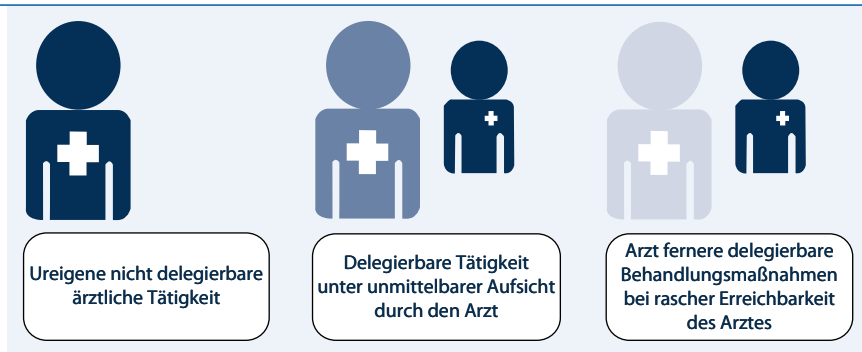 Ureigene nicht delegierbare
ärztliche Tätigkeit
Delegierbare Tätigkeit
unter unmittelbarer Aufsicht
durch den Arzt
Arzt fernere delegierbare
Behandlungsmaßnahmen
bei rascher Erreichbarkeit
des Arztes